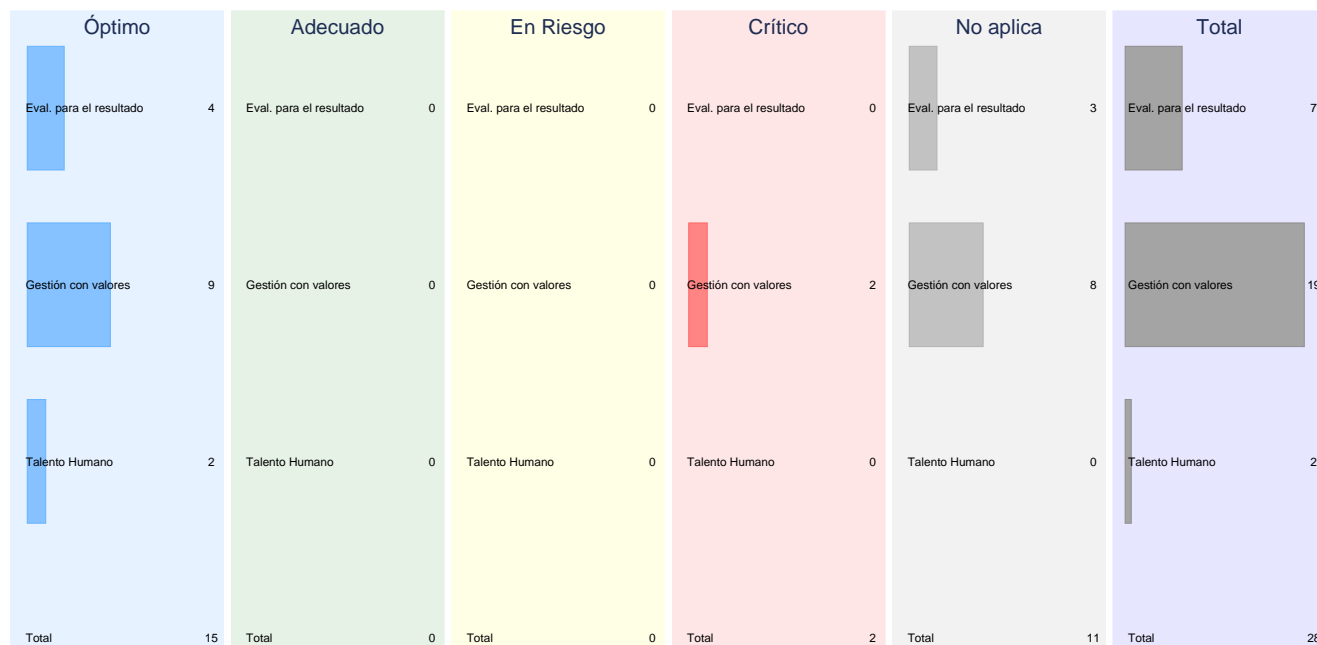 Óptimo Adecuado En Riesgo Crítico No aplica Total
Eval. para el resultado 4 Eval. para el resultado 0 Eval. para el resultado 0 Eval. para el resultado 0 Eval. para el resultado 3 Eval. para el resultado 7
Gestión con valores 9 Gestión con valores 0 Gestión con valores 0 Gestión con valores 2 Gestión con valores 8 Gestión con valores 19
Talento Humano 2 Talento Humano 0 Talento Humano 0 Talento Humano 0 Talento Humano 0 Talento Humano 2
Total 15 Total 0 Total 0 Total 2 Total 11 Total 28